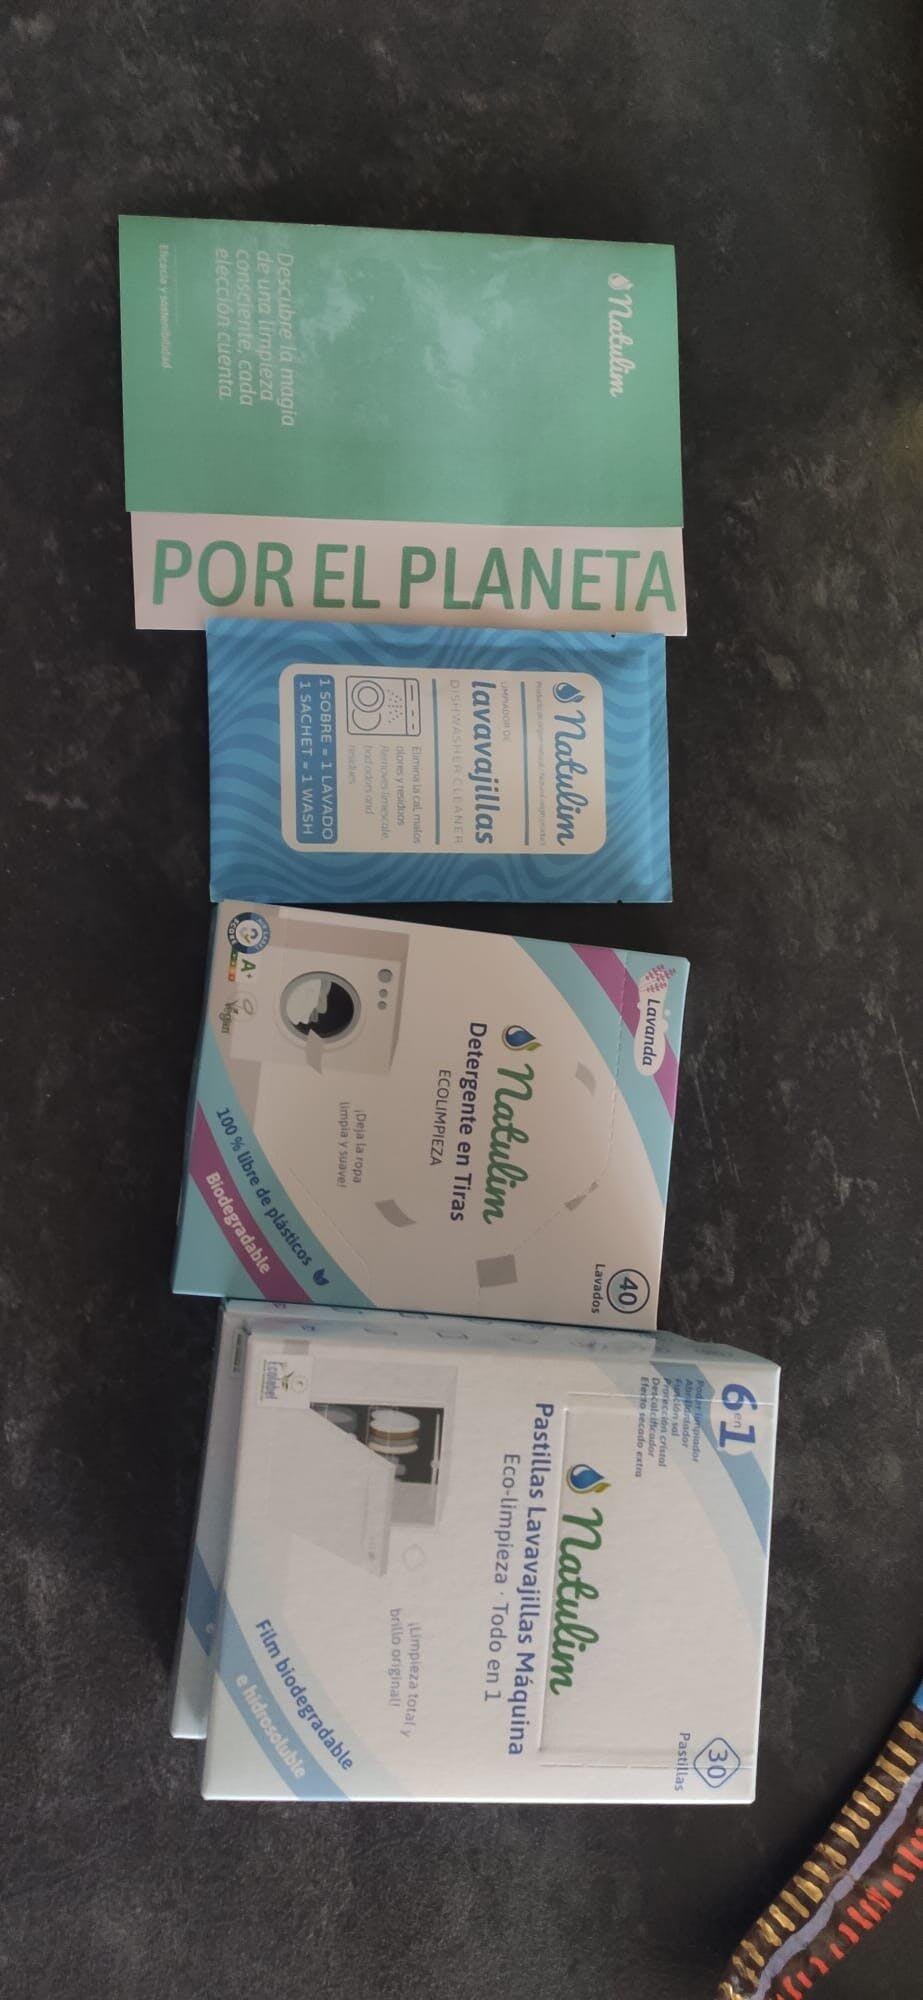 Natulim
Descubre la magia
de una limpieza
consciente, cada
elección cuenta.
Eficacia y sostenibilidad
POR EL PLANETA
Natulim
LIMPIADOR DE
lavavajillas
DISHWASHER CLEANER
Elimina la cal, malos
olores y residuos
Removes limescale,
bad odors and
residues
1 SOBRE = 1 LAVADO
1 SACHET = 1 WASH
Lavanda
40
Lavados
Natulim
Detergente en Tiras
ECOLIMPIEZA
¡Deja la ropa
limpia y suave!
A+
Vegan
100 % libre de plásticos
Biodegradable
6 en 1
Poder limpiador
Abrillantador
Función sal
Protección cristal
Descalcificador
Efecto secado extra
30
Pastillas
Natulim
Pastillas Lavavajillas Máquina
Eco-limpieza · Todo en 1
¡Limpieza total y
brillo original!
Ecolabel
Film biodegradable
e hidrosoluble